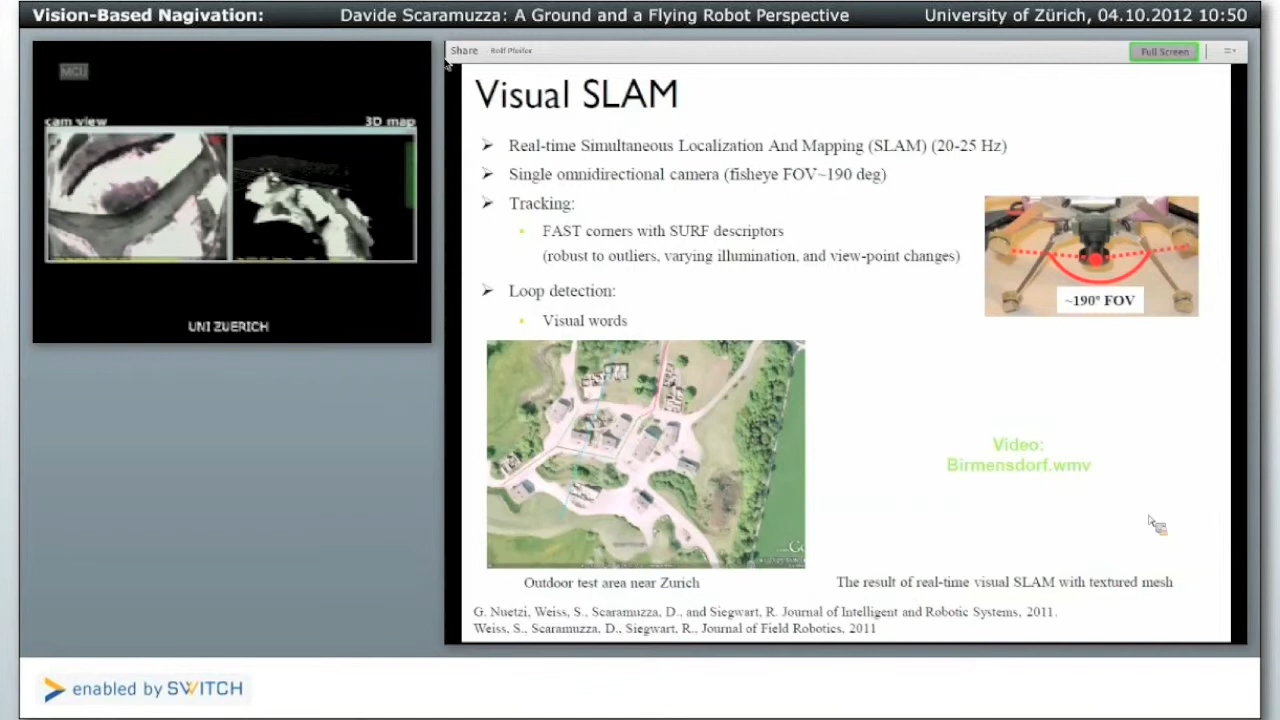 Vision-Based Nagivation: Davide Scaramuzza: A Ground and a Flying Robot Perspective University of Zürich, 04.10.2012 10:50
Share Rolf Pfeifer Full Screen
MCU
cam view 3D map
UNI ZUERICH
Visual SLAM
Real-time Simultaneous Localization And Mapping (SLAM) (20-25 Hz)
Single omnidirectional camera (fisheye FOV~190 deg)
Tracking:
FAST corners with SURF descriptors
(robust to outliers, varying illumination, and view-point changes)
~190° FOV
Loop detection:
Visual words
Video:
Birmensdorf.wmv
Outdoor test area near Zurich
The result of real-time visual SLAM with textured mesh
G. Nuetzi, Weiss, S., Scaramuzza, D., and Siegwart, R. Journal of Intelligent and Robotic Systems, 2011.
Weiss, S., Scaramuzza, D., Siegwart, R., Journal of Field Robotics, 2011
enabled by SWITCH